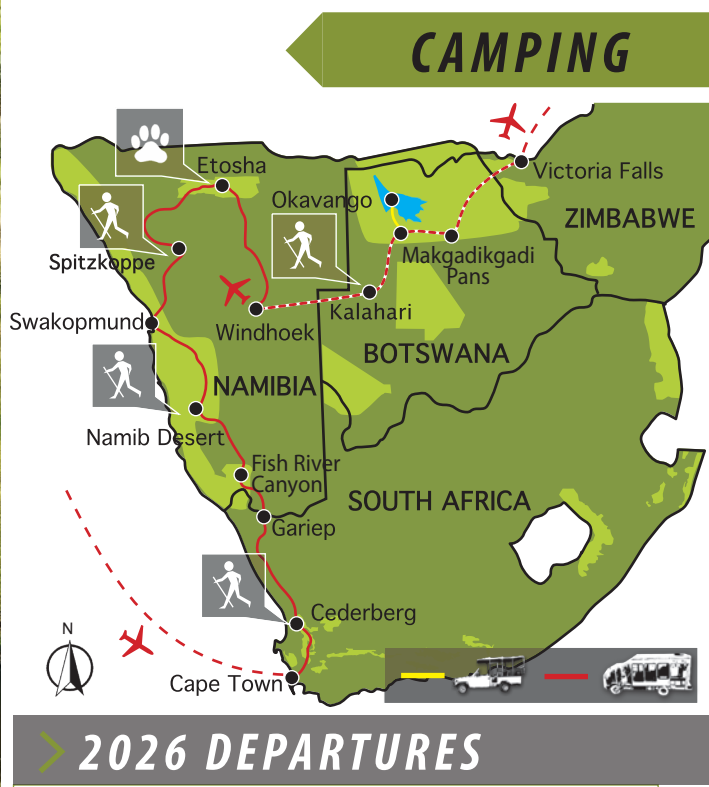 CAMPING
Victoria Falls
Etosha
Okavango
ZIMBABWE
Makgadikgadi
Pans
Spitzkoppe
Kalahari
Swakopmund
Windhoek
BOTSWANA
NAMIBIA
Namib Desert
Fish River
Canyon
SOUTH AFRICA
Gariep
Cederberg
N
Cape Town
2026 DEPARTURES